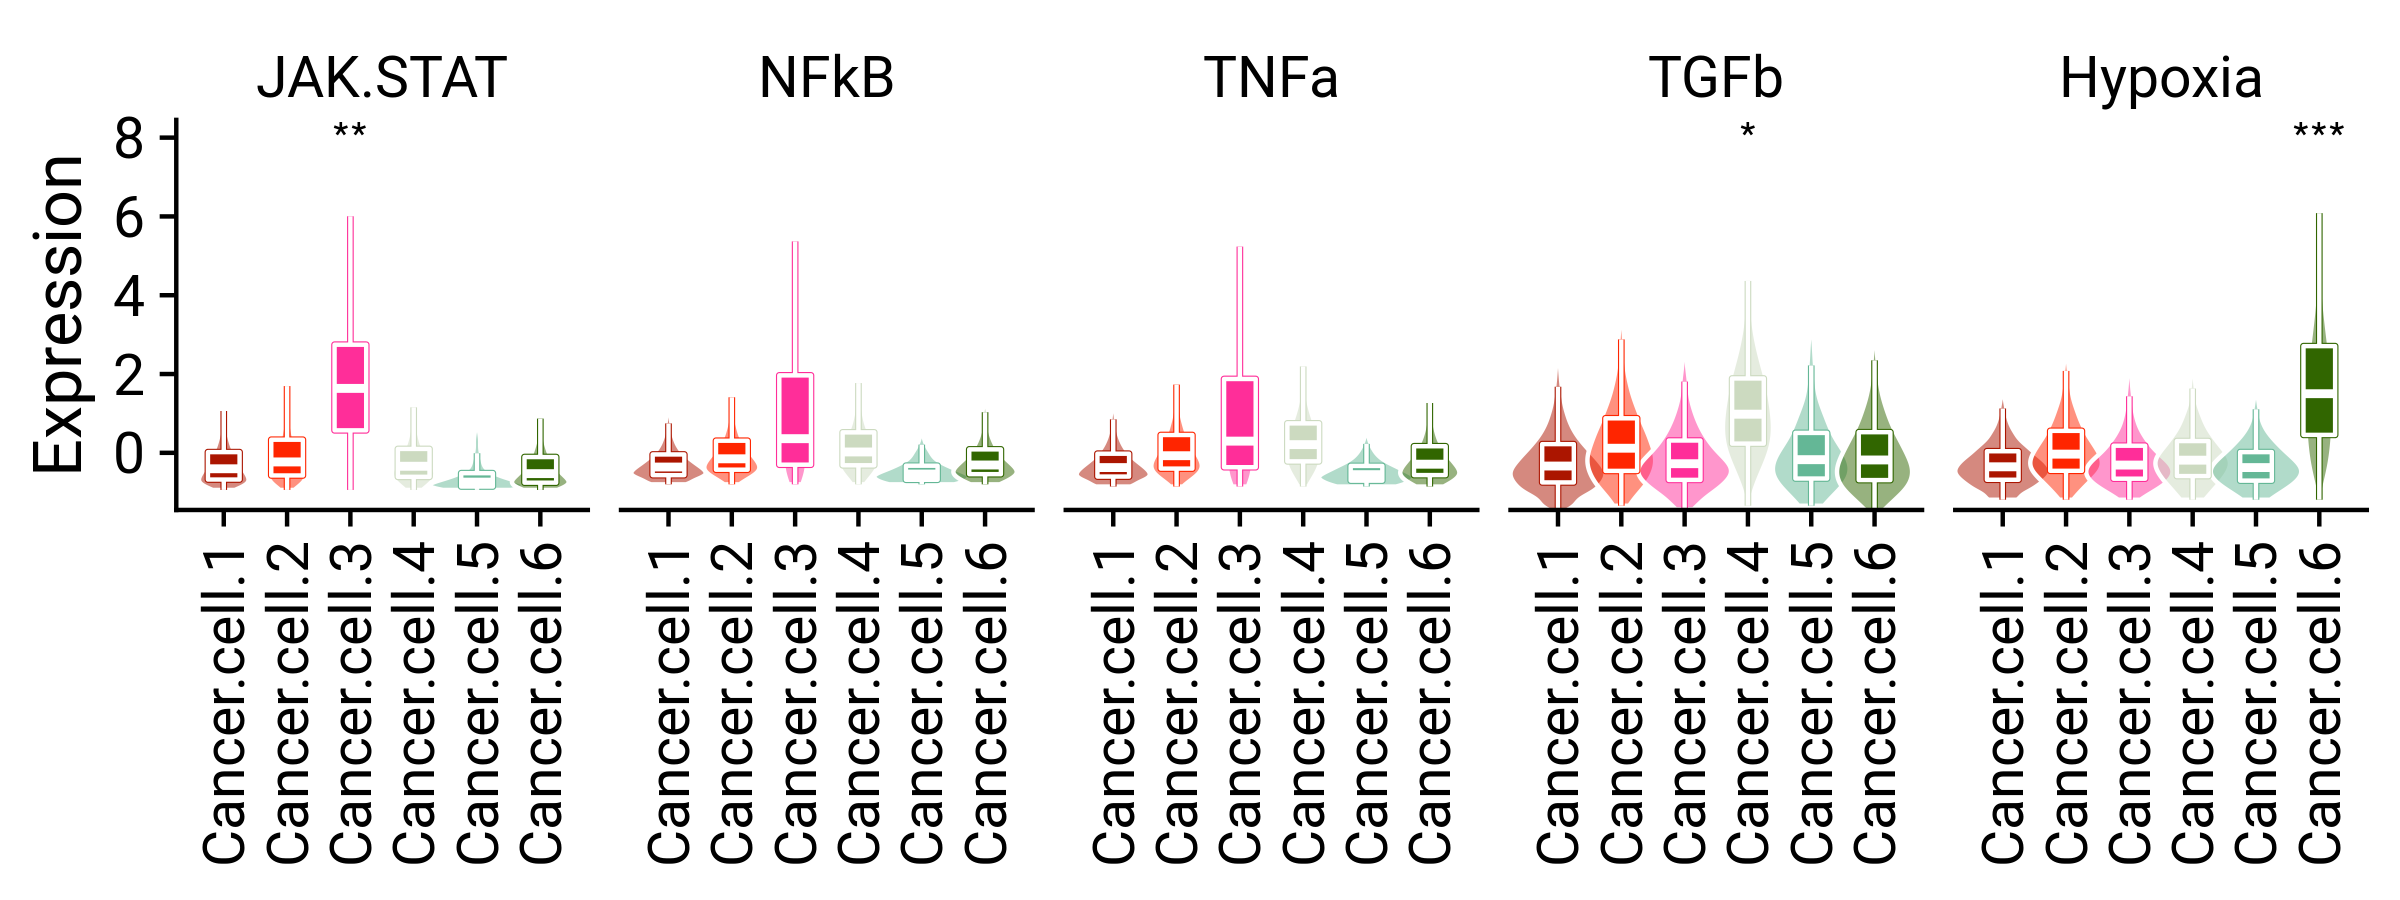 JAK.STAT NFkB TNFa TGFb Hypoxia
** * ***
Expression
8
6
4
2
0
Cancer.cell.1 Cancer.cell.2 Cancer.cell.3 Cancer.cell.4 Cancer.cell.5 Cancer.cell.6
Cancer.cell.1 Cancer.cell.2 Cancer.cell.3 Cancer.cell.4 Cancer.cell.5 Cancer.cell.6
Cancer.cell.1 Cancer.cell.2 Cancer.cell.3 Cancer.cell.4 Cancer.cell.5 Cancer.cell.6
Cancer.cell.1 Cancer.cell.2 Cancer.cell.3 Cancer.cell.4 Cancer.cell.5 Cancer.cell.6
Cancer.cell.1 Cancer.cell.2 Cancer.cell.3 Cancer.cell.4 Cancer.cell.5 Cancer.cell.6